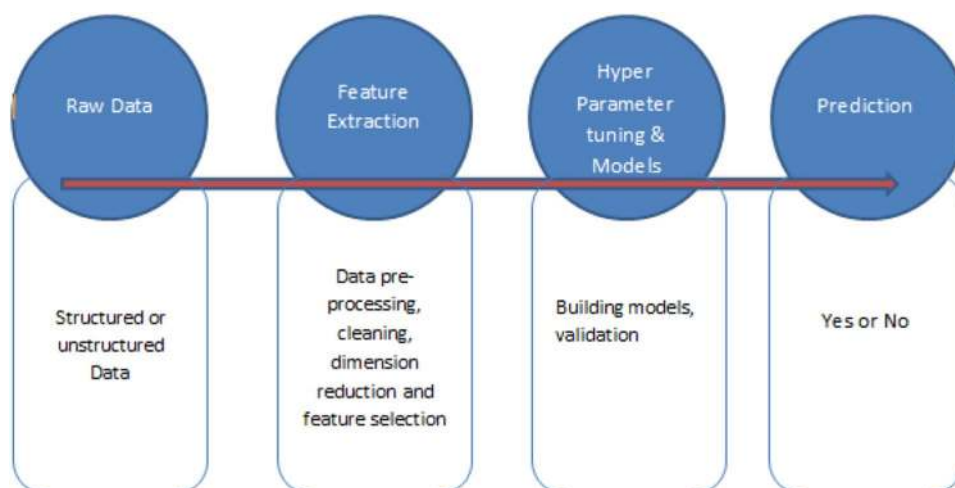 Raw Data
Feature
Extraction
Hyper
Parameter
tuning &
Models
Prediction
Structured or
unstructured
Data
Data pre-
processing,
cleaning,
dimension
reduction and
feature selection
Building models,
validation
Yes or No